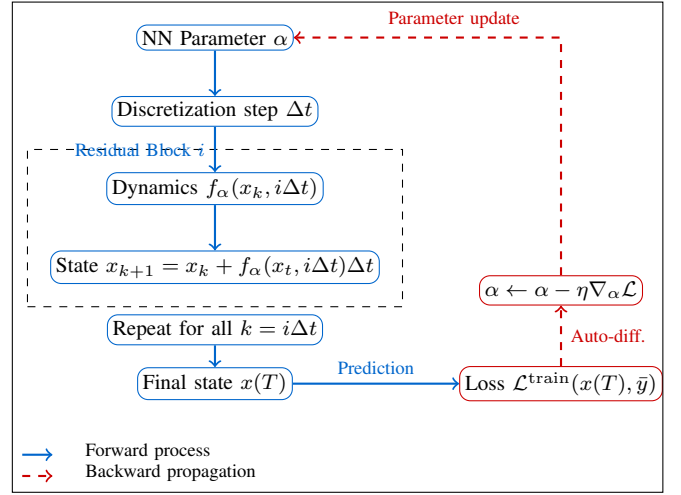 Parameter update
NN Parameter α
Discretization step Δt
Residual Block i
Dynamics f_α(x_k, iΔt)
State x_{k+1} = x_k + f_α(x_t, iΔt)Δt
α ← α − η∇_αℒ
Repeat for all k = iΔt
Auto-diff.
Prediction
Final state x(T)
Loss ℒ^train(x(T), ȳ)
Forward process
Backward propagation